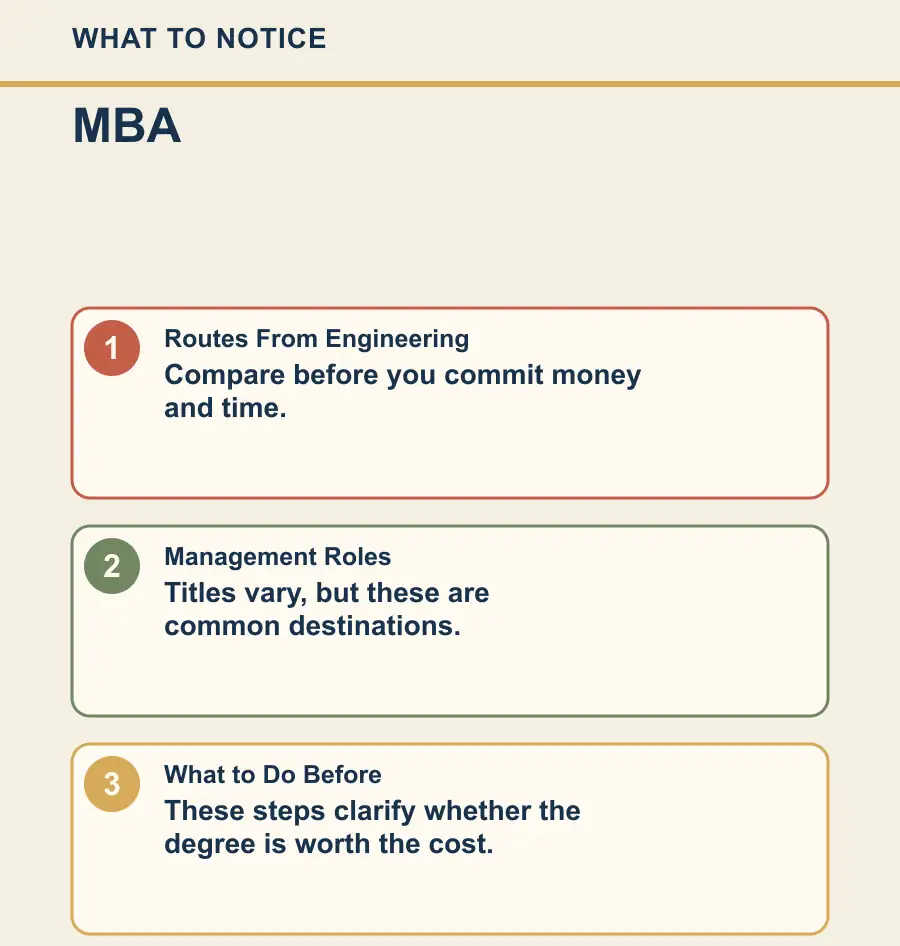 WHAT TO NOTICE
MBA
1
Routes From Engineering
Compare before you commit money
and time.
2
Management Roles
Titles vary, but these are
common destinations.
3
What to Do Before
These steps clarify whether the
degree is worth the cost.